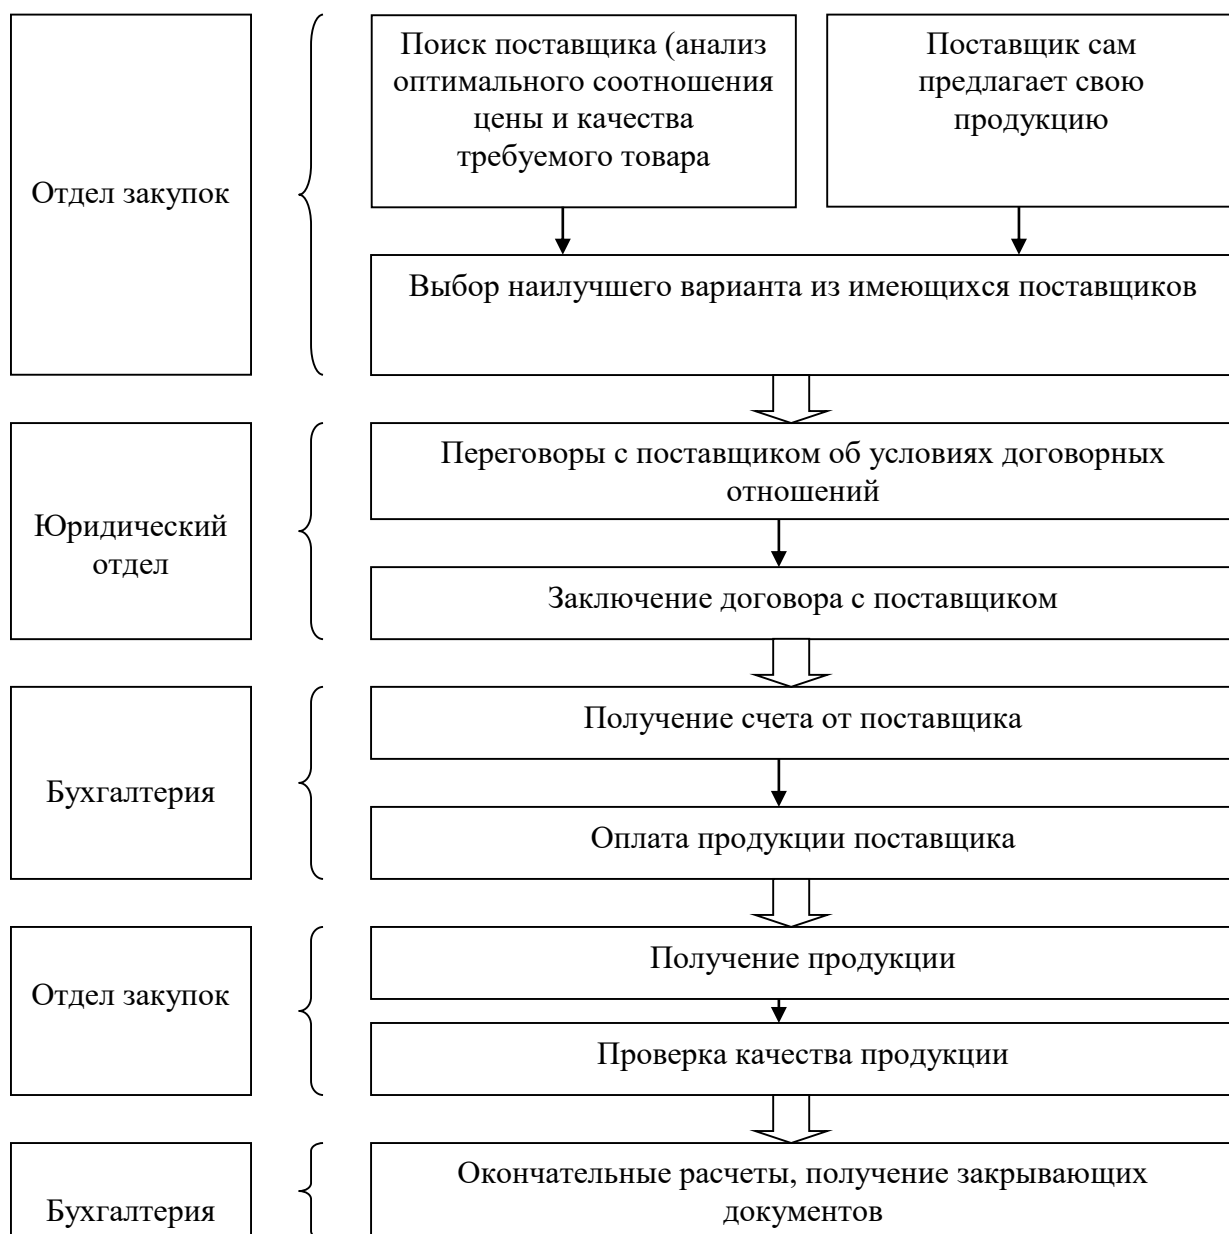 Отдел закупок
Поиск поставщика (анализ
оптимального соотношения
цены и качества
требуемого товара
Поставщик сам
предлагает свою
продукцию
Выбор наилучшего варианта из имеющихся поставщиков
Юридический
отдел
Переговоры с поставщиком об условиях договорных
отношений
Заключение договора с поставщиком
Бухгалтерия
Получение счета от поставщика
Оплата продукции поставщика
Отдел закупок
Получение продукции
Проверка качества продукции
Бухгалтерия
Окончательные расчеты, получение закрывающих
документов